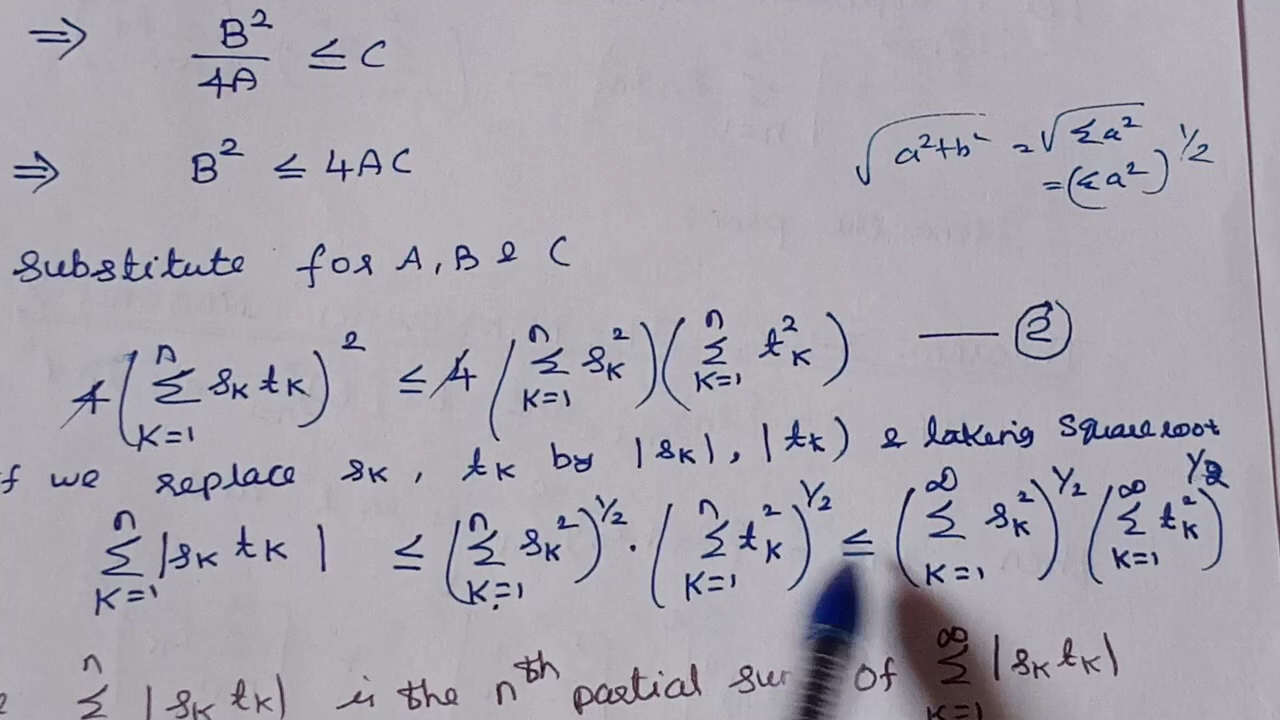 ⇒ B²/4A ≤ C
√(a²+b²) = √(Σa²)
= (Σa²)^1/2
⇒ B² ≤ 4AC
Substitute for A, B & C
4(Σ_{K=1}^{n} s_K t_K)² ≤ 4(Σ_{K=1}^{n} s_K²)(Σ_{K=1}^{n} t_K²) — ②
f we replace s_K, t_K by |s_K|, |t_K) & taking Square root
Σ_{K=1}^{n} |s_K t_K| ≤ (Σ_{K=1}^{n} s_K²)^1/2 . (Σ_{K=1}^{n} t_K²)^1/2 ≤ (Σ_{K=1}^{∞} s_K²)^1/2 (Σ_{K=1}^{∞} t_K²)^1/2
Σ^{n} |s_K t_K| is the n^th partial of Σ_{K=1}^{∞} |s_K t_K|